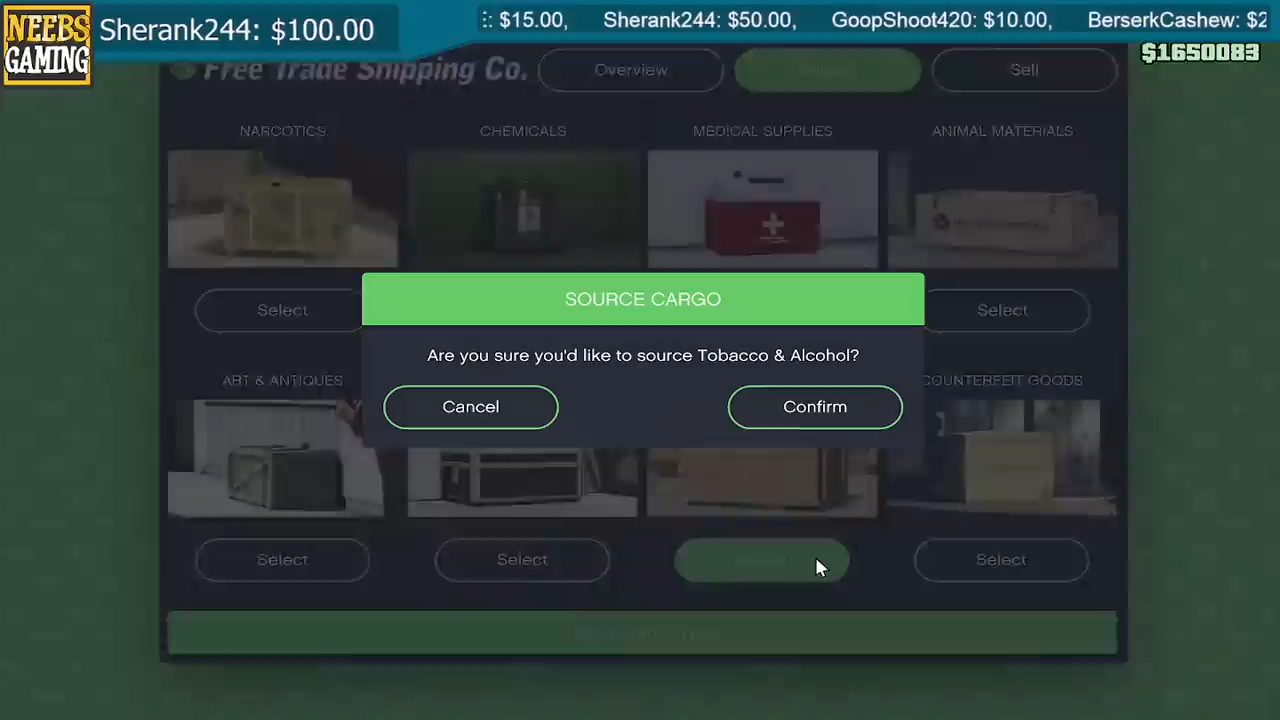 NEEBS
GAMING
Sherank244: $100.00
: $15.00, Sherank244: $50.00, GoopShoot420: $10.00, BerserkCashew: $2
$1650083
Free Trade Shipping Co.
Overview
Sell
NARCOTICS
CHEMICALS
MEDICAL SUPPLIES
ANIMAL MATERIALS
Select
Select
SOURCE CARGO
Are you sure you'd like to source Tobacco & Alcohol?
Cancel
Confirm
ART & ANTIQUES
COUNTERFEIT GOODS
Select
Select
Select